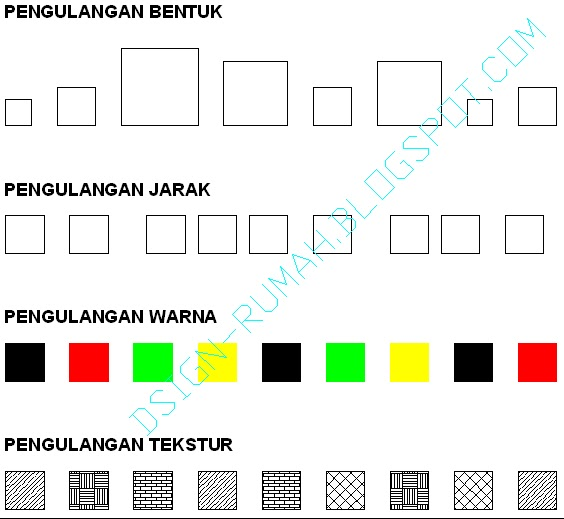 PENGULANGAN BENTUK
PENGULANGAN JARAK
PENGULANGAN WARNA
PENGULANGAN TEKSTUR
DSIGN-RUMAH.BLOGSPOT.COM